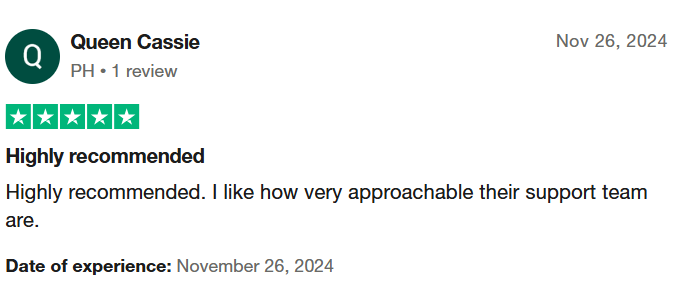 Q
Queen Cassie
Nov 26, 2024
PH • 1 review
Highly recommended
Highly recommended. I like how very approachable their support team
are.
Date of experience: November 26, 2024